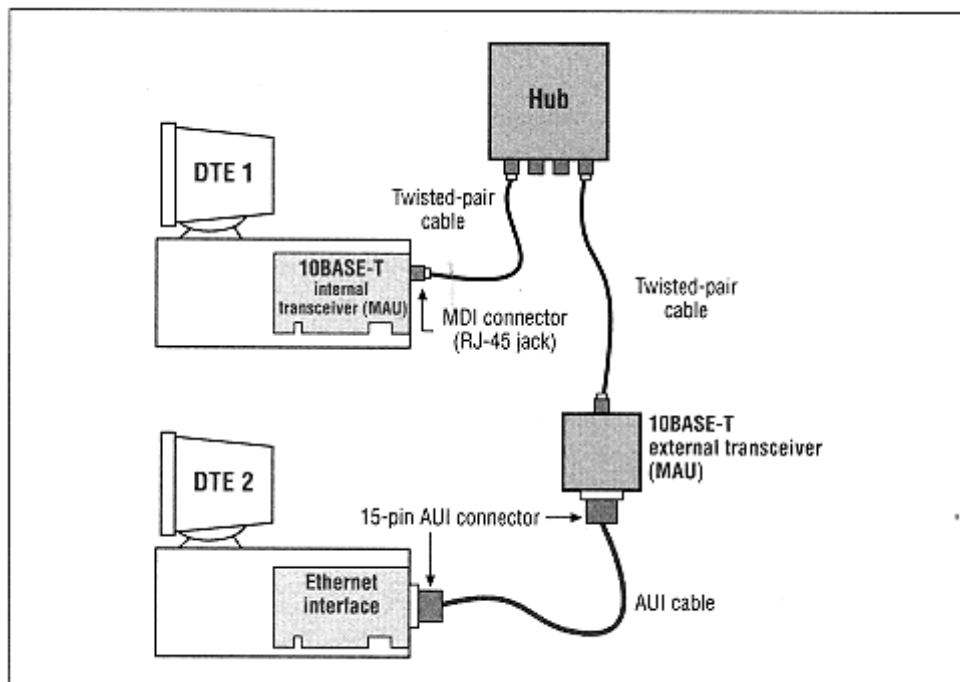 Hub
DTE 1
Twisted-pair
cable
10BASE-T
internal
transceiver (MAU)
MDI connector
(RJ-45 jack)
Twisted-pair
cable
10BASE-T
external transceiver
(MAU)
DTE 2
15-pin AUI connector
Ethernet
interface
AUI cable